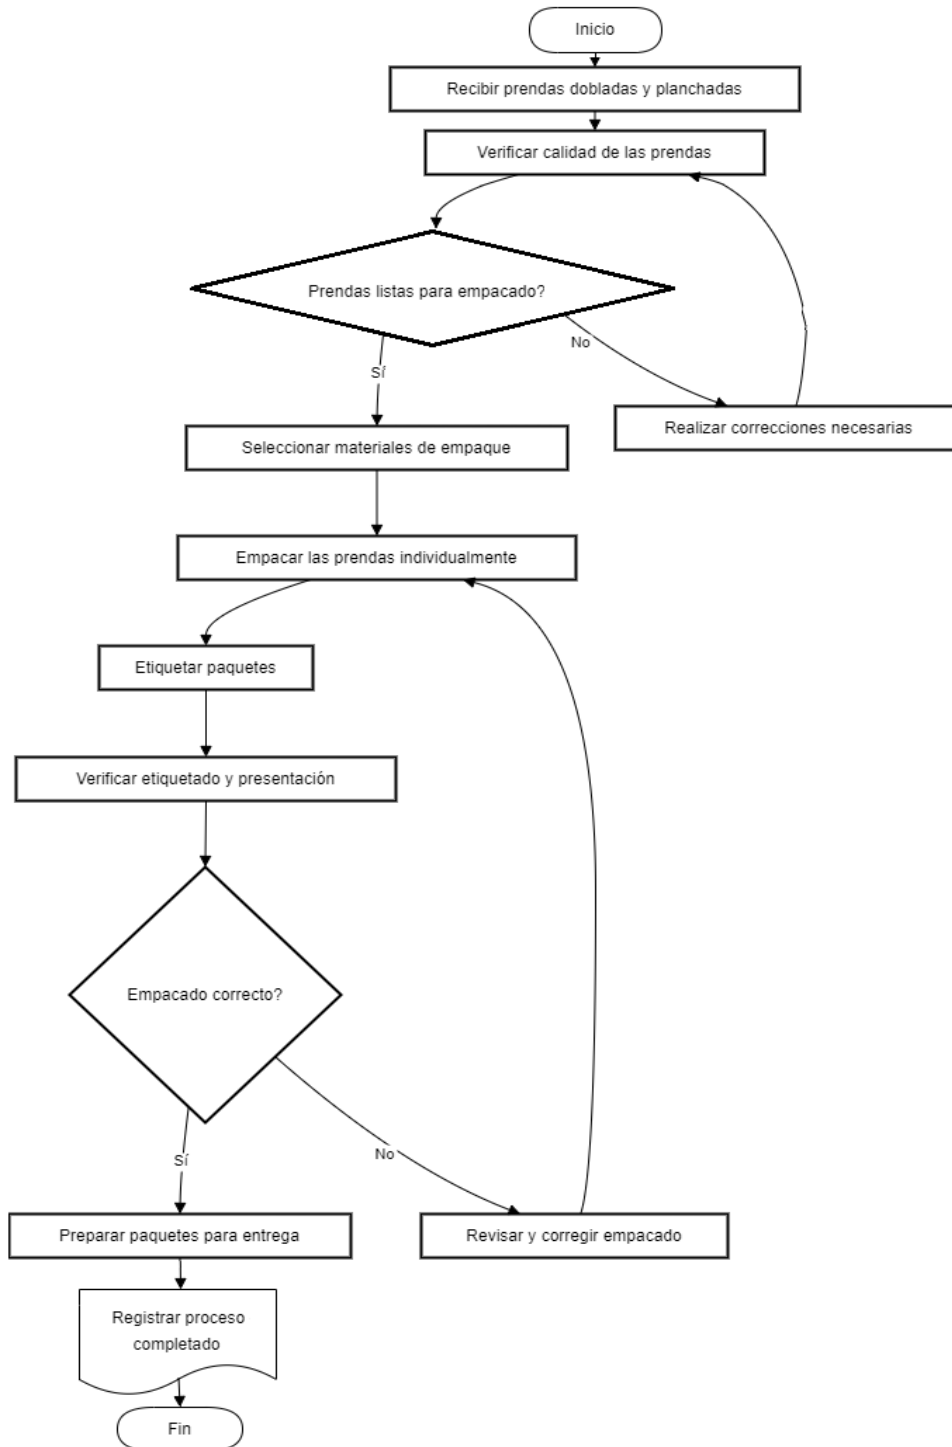 Inicio
Recibir prendas dobladas y planchadas
Verificar calidad de las prendas
Prendas listas para empacado?
No
Sí
Realizar correcciones necesarias
Seleccionar materiales de empaque
Empacar las prendas individualmente
Etiquetar paquetes
Verificar etiquetado y presentación
Empacado correcto?
No
Sí
Preparar paquetes para entrega
Revisar y corregir empacado
Registrar proceso
completado
Fin